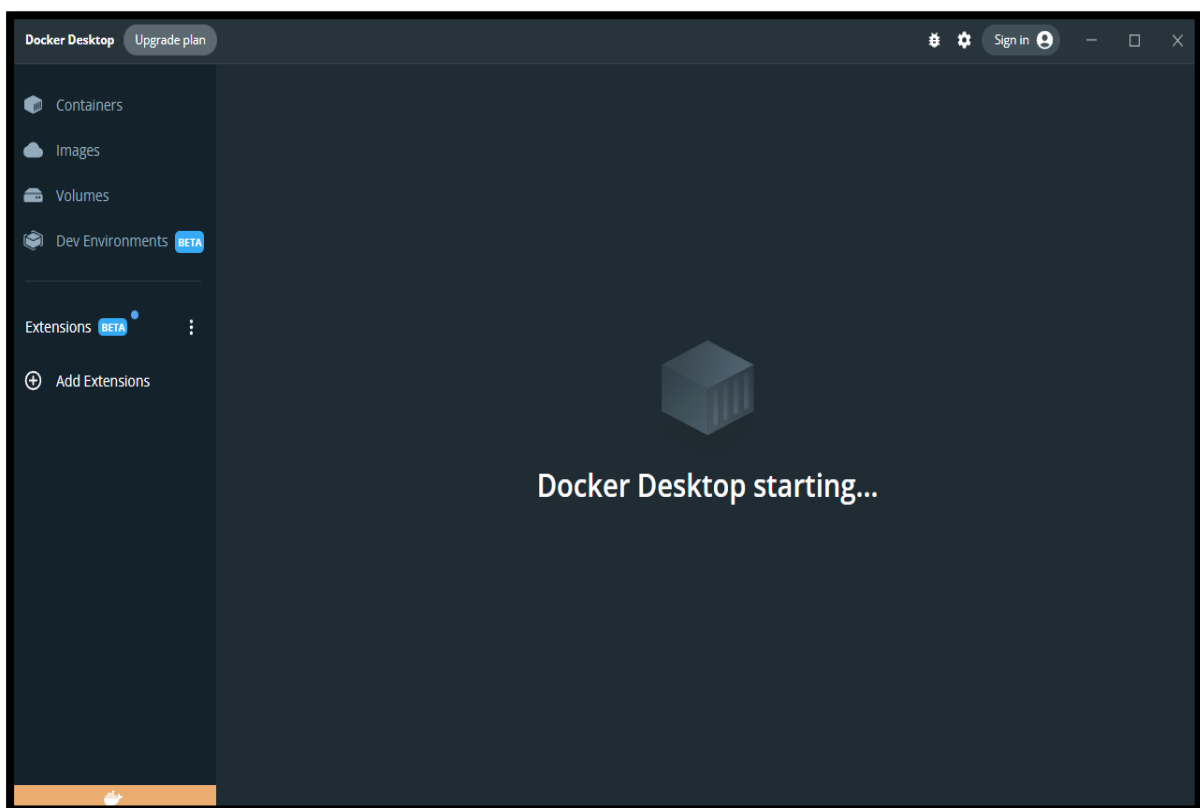 Docker Desktop Upgrade plan Sign in
Containers
Images
Volumes
Dev Environments BETA
Extensions BETA
Add Extensions
Docker Desktop starting...